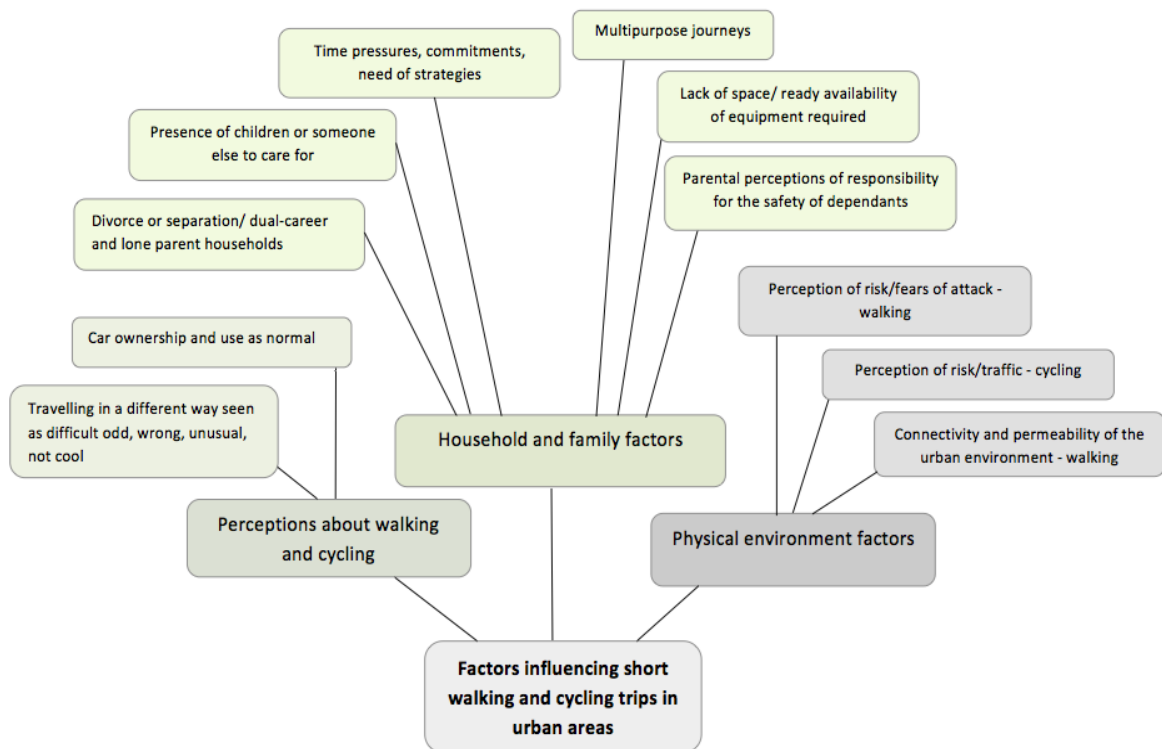 Multipurpose journeys
Time pressures, commitments,
need of strategies
Lack of space/ ready availability
of equipment required
Presence of children or someone
else to care for
Parental perceptions of responsibility
for the safety of dependants
Divorce or separation/ dual-career
and lone parent households
Perception of risk/fears of attack -
walking
Car ownership and use as normal
Perception of risk/traffic - cycling
Travelling in a different way seen
as difficult odd, wrong, unusual,
not cool
Household and family factors
Connectivity and permeability of the
urban environment - walking
Perceptions about walking
and cycling
Physical environment factors
Factors influencing short
walking and cycling trips in
urban areas